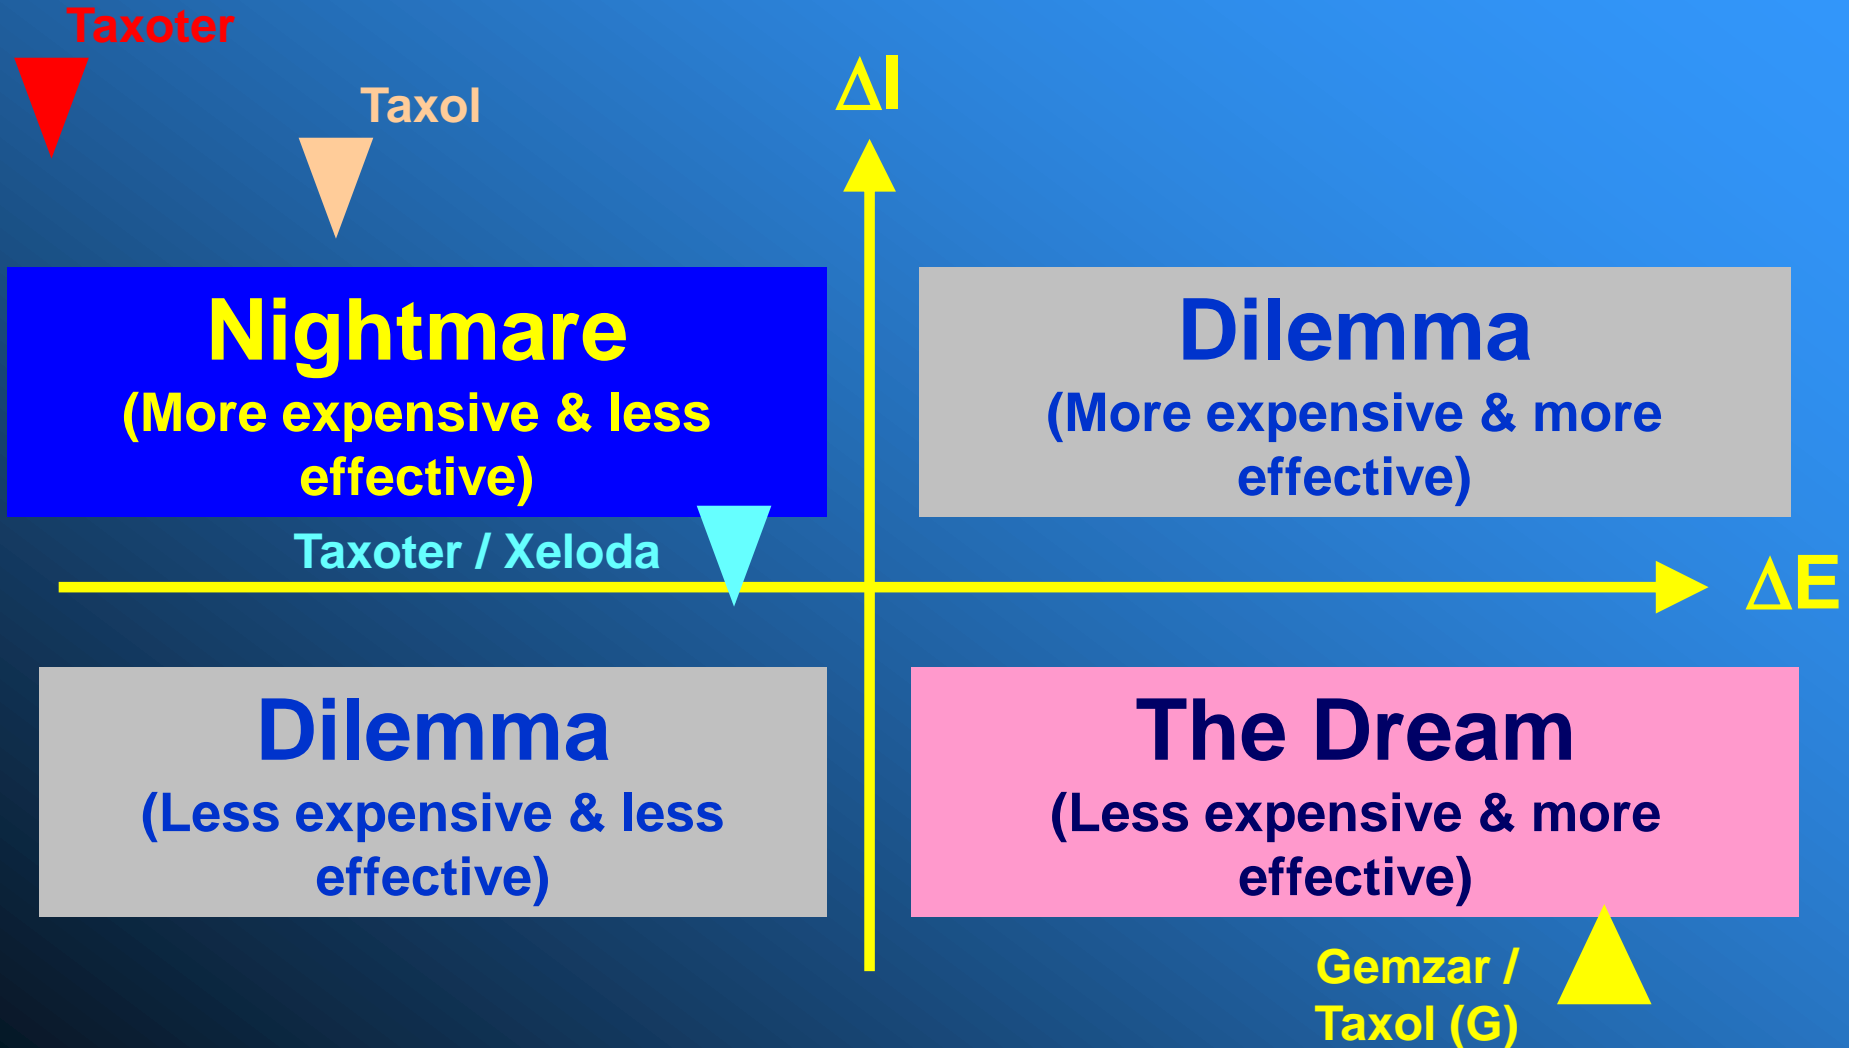 Taxoter
Taxol
ΔI
Nightmare
(More expensive & less
effective)
Dilemma
(More expensive & more
effective)
Taxoter / Xeloda
ΔE
Dilemma
(Less expensive & less
effective)
The Dream
(Less expensive & more
effective)
Gemzar /
Taxol (G)